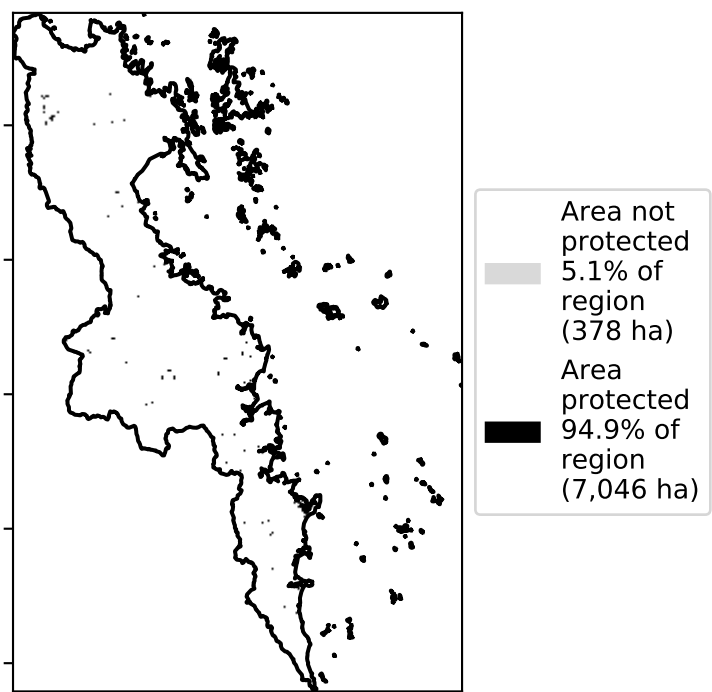 Area not
protected
5.1% of
region
(378 ha)
Area
protected
94.9% of
region
(7,046 ha)